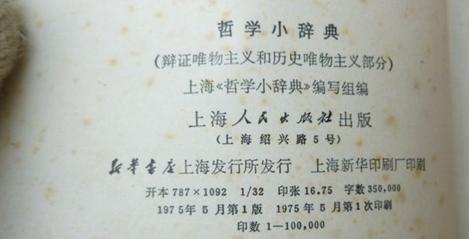 哲学小辞典
(辩证唯物主义和历史唯物主义部分)
上海《哲学小辞典》编写组编
上海人民出版社出版
(上海绍兴路5号)
新华书店上海发行所发行 上海新华印刷厂印刷
开本 787×1092 1/32 印张 16.75 字数 350,000
1975年5月第1版 1975年5月第1次印刷
印数 1—100,000